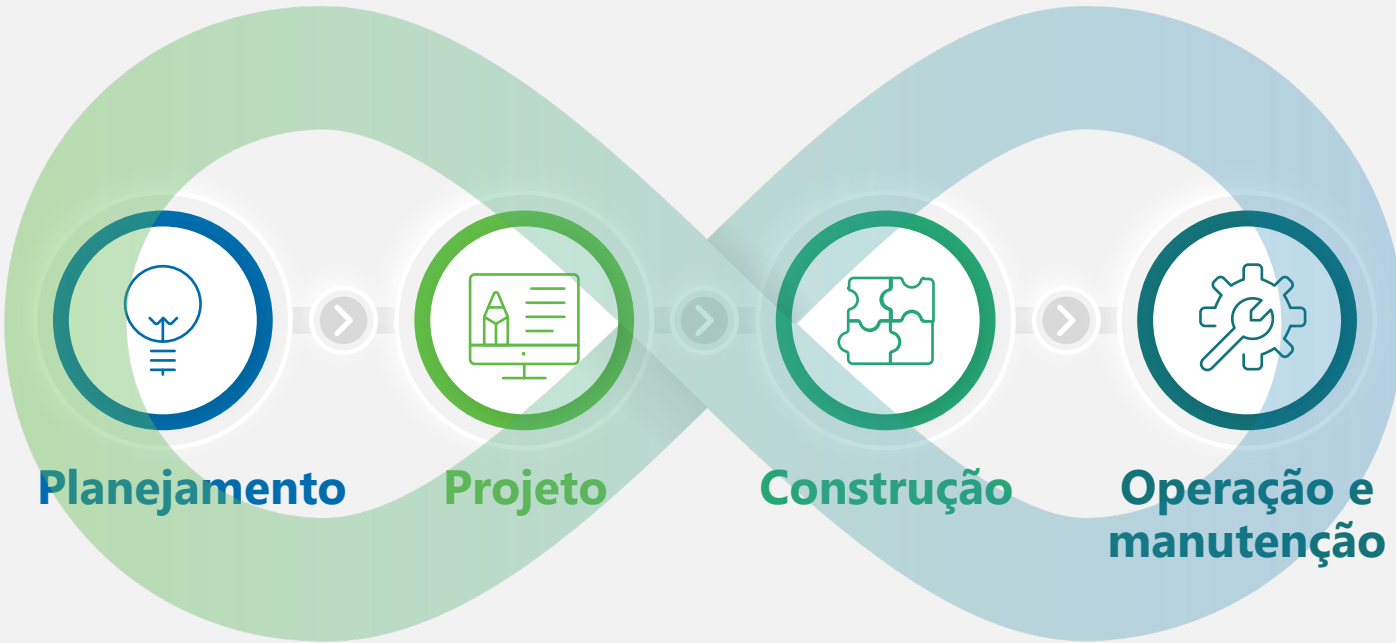 Planejamento
Projeto
Construção
Operação e
manutenção